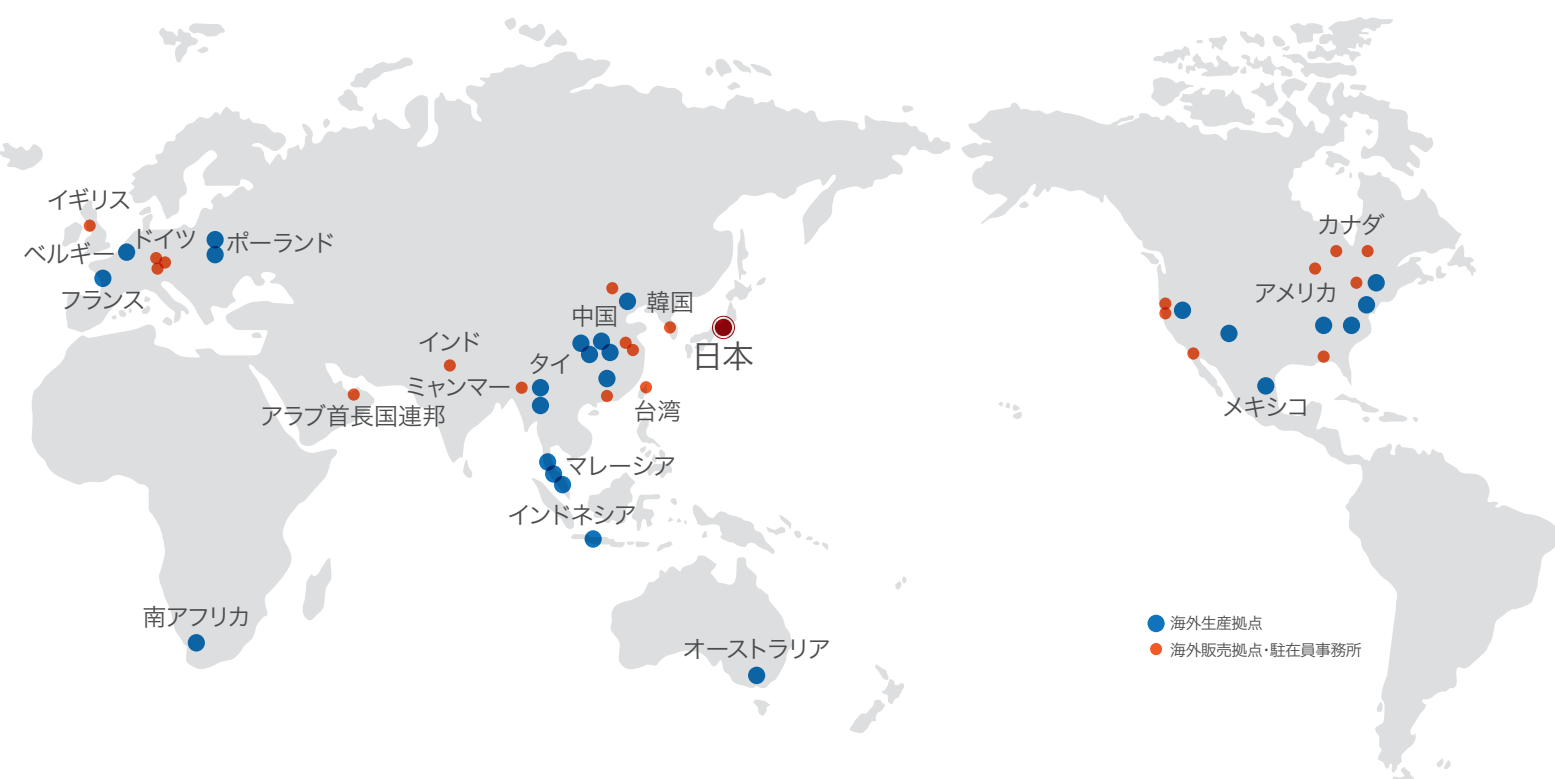 イギリス
カナダ
ドイツ
ポーランド
ベルギー
アメリカ
フランス
韓国
中国
インド
日本
タイ
ミャンマー
メキシコ
台湾
アラブ首長国連邦
マレーシア
インドネシア
南アフリカ
海外生産拠点
オーストラリア
海外販売拠点・駐在員事務所